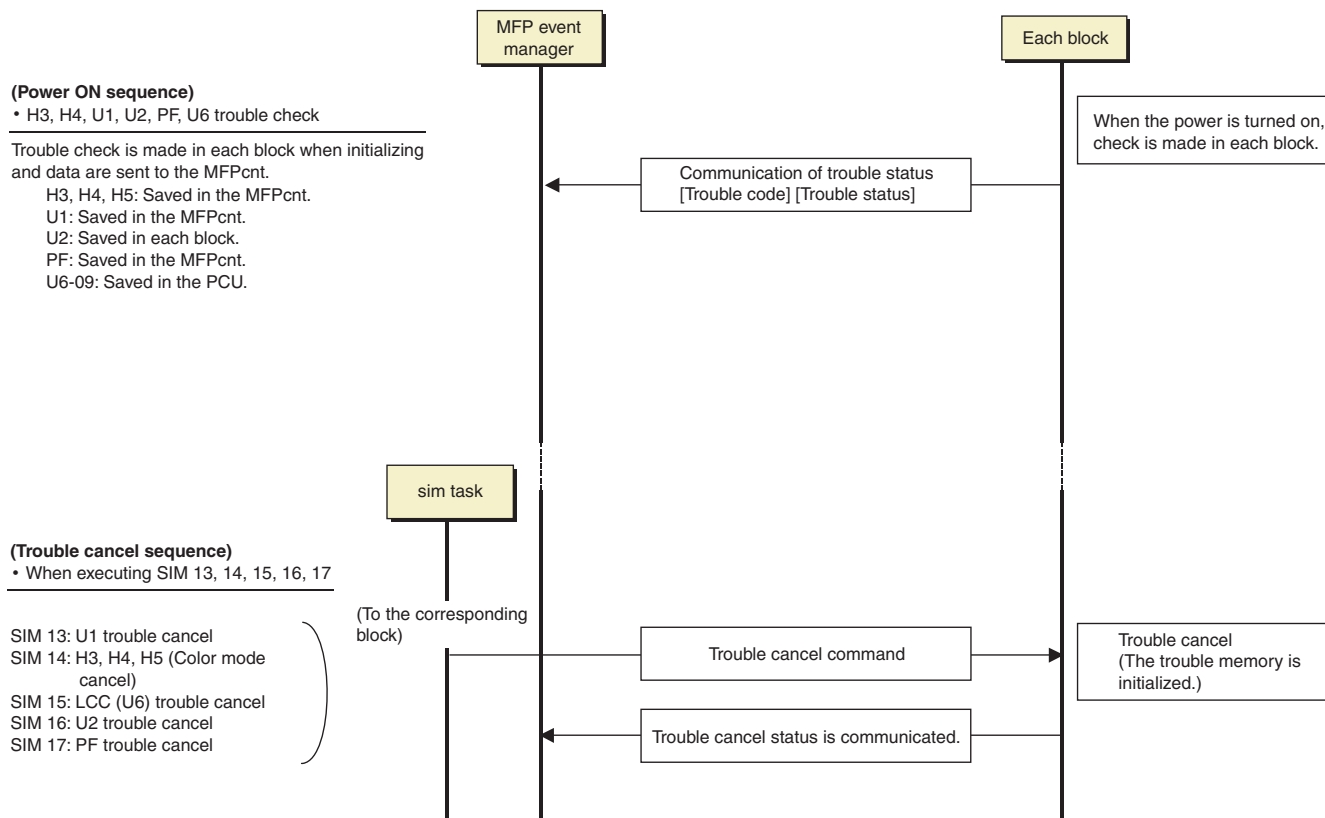 MFP event
manager
Each block
(Power ON sequence)
• H3, H4, U1, U2, PF, U6 trouble check
Trouble check is made in each block when initializing
and data are sent to the MFPcnt.
H3, H4, H5: Saved in the MFPcnt.
U1: Saved in the MFPcnt.
U2: Saved in each block.
PF: Saved in the MFPcnt.
U6-09: Saved in the PCU.
When the power is turned on,
check is made in each block.
Communication of trouble status
[Trouble code] [Trouble status]
sim task
(Trouble cancel sequence)
• When executing SIM 13, 14, 15, 16, 17
SIM 13: U1 trouble cancel
SIM 14: H3, H4, H5 (Color mode
cancel)
SIM 15: LCC (U6) trouble cancel
SIM 16: U2 trouble cancel
SIM 17: PF trouble cancel
(To the corresponding
block)
Trouble cancel command
Trouble cancel
(The trouble memory is
initialized.)
Trouble cancel status is communicated.